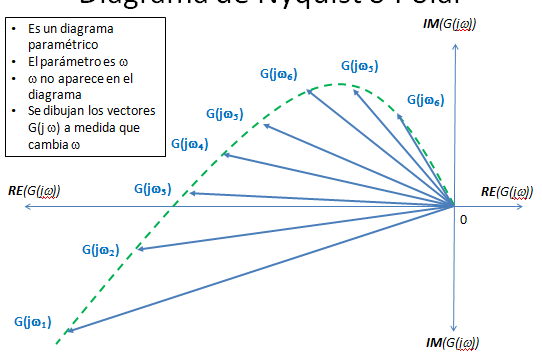 Diagrama de Nyquist o Polar
• Es un diagrama
paramétrico
• El parámetro es ω
• ω no aparece en el
diagrama
• Se dibujan los vectores
G(j ω) a medida que
cambia ω
IM(G(jω))
G(jω₆)
G(jω₅)
G(jω₆)
G(jω₅)
G(jω₄)
G(jω₃)
RE(G(jω))
RE(G(jω))
0
G(jω₂)
G(jω₁)
IM(G(jω))